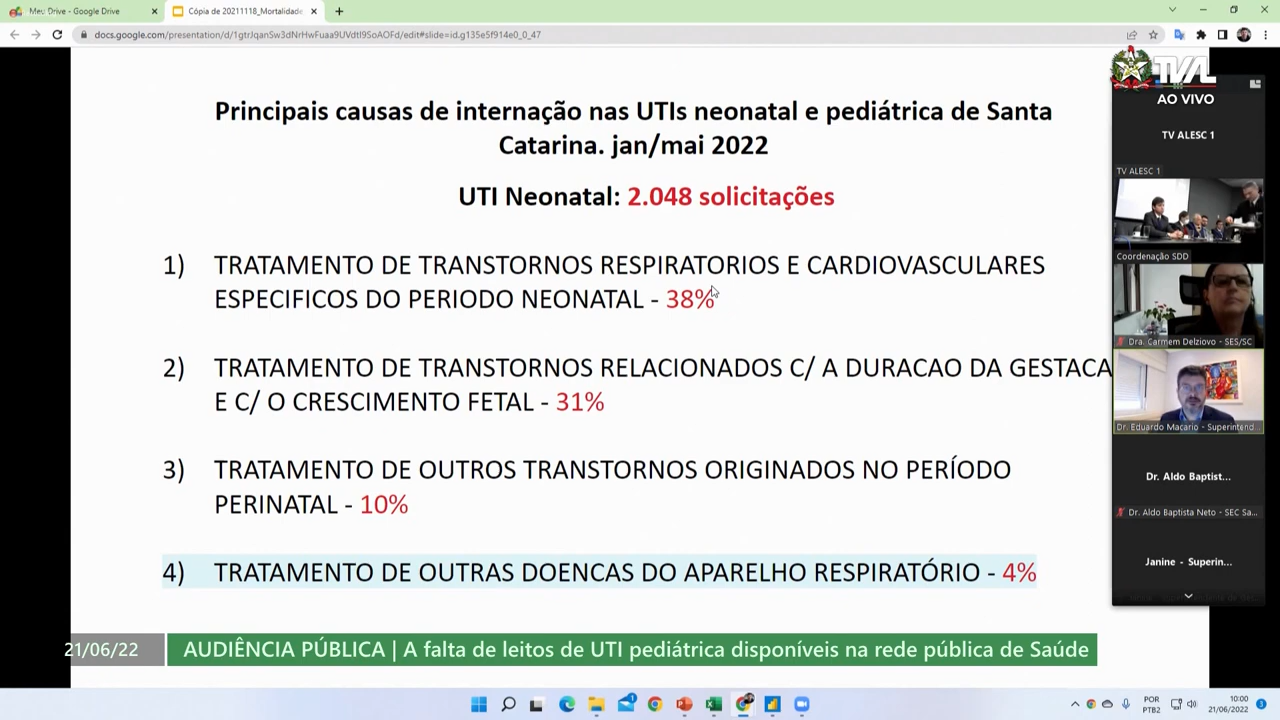 Meu Drive - Google Drive
Cópia de 20211118_Mortalidade
docs.google.com/presentation/d/1gtrJqanSw3dNrHwFuaa9UVdtl9SoAOFd/edit#slide=id.g135e5f914e0_0_47
Principais causas de internação nas UTIs neonatal e pediátrica de Santa
Catarina. jan/mai 2022
UTI Neonatal: 2.048 solicitações
1) TRATAMENTO DE TRANSTORNOS RESPIRATORIOS E CARDIOVASCULARES
ESPECIFICOS DO PERIODO NEONATAL - 38%
2) TRATAMENTO DE TRANSTORNOS RELACIONADOS C/ A DURACAO DA GESTACA
E C/ O CRESCIMENTO FETAL - 31%
3) TRATAMENTO DE OUTROS TRANSTORNOS ORIGINADOS NO PERÍODO
PERINATAL - 10%
4) TRATAMENTO DE OUTRAS DOENCAS DO APARELHO RESPIRATÓRIO - 4%
TVAL
AO VIVO
TV ALESC 1
TV ALESC 1
Coordenação SDD
Dra. Carmem Delziovo - SES/SC
Dr. Eduardo Macario - Superintend...
Dr. Aldo Baptist...
Dr. Aldo Baptista Neto - SEC Sa...
Janine - Superin...
21/06/22
AUDIÊNCIA PÚBLICA | A falta de leitos de UTI pediátrica disponíveis na rede pública de Saúde
POR
PTB2
10:00
21/06/2022